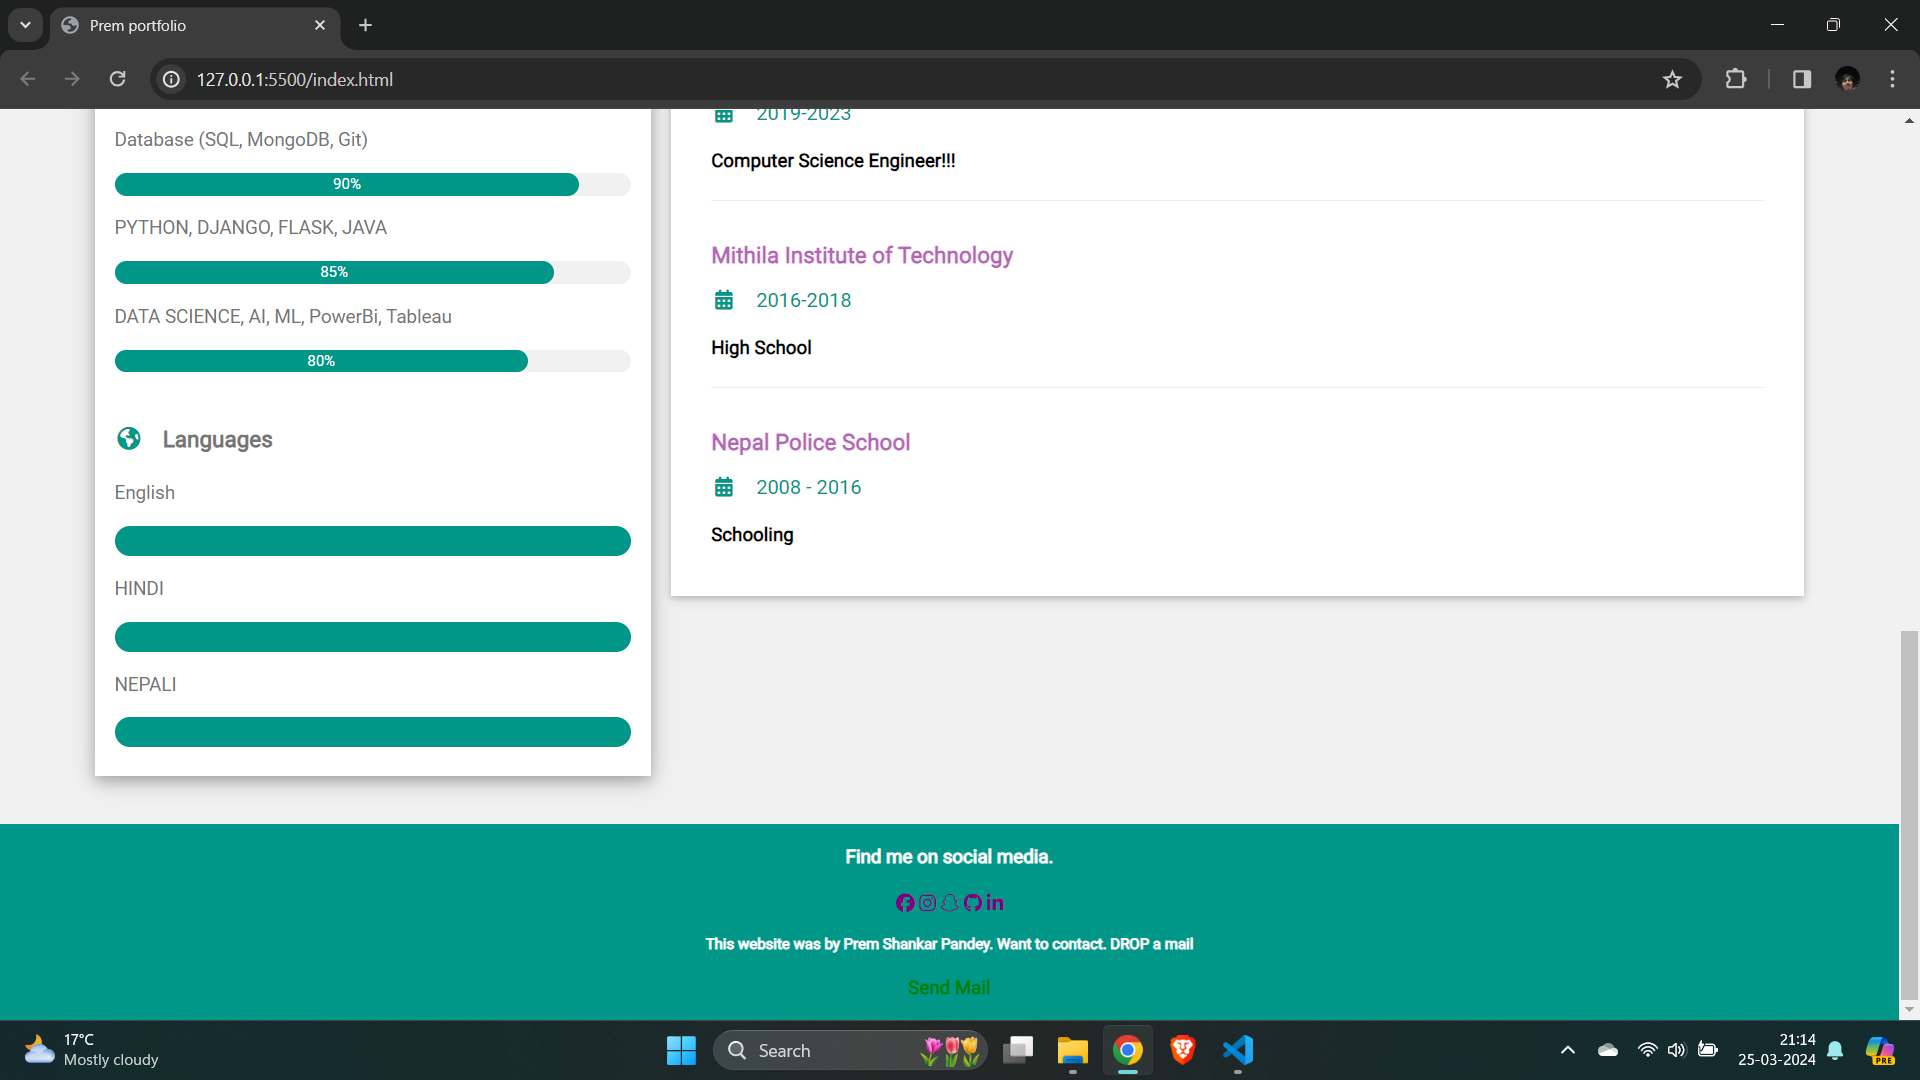 Prem portfolio
127.0.0.1:5500/index.html
Database (SQL, MongoDB, Git)
90%
PYTHON, DJANGO, FLASK, JAVA
85%
DATA SCIENCE, AI, ML, PowerBi, Tableau
80%
Languages
English
HINDI
NEPALI
2019-2023
Computer Science Engineer!!!
Mithila Institute of Technology
2016-2018
High School
Nepal Police School
2008 - 2016
Schooling
Find me on social media.
This website was by Prem Shankar Pandey. Want to contact. DROP a mail
Send Mail
17°C
Mostly cloudy
Search
21:14
25-03-2024
PRE